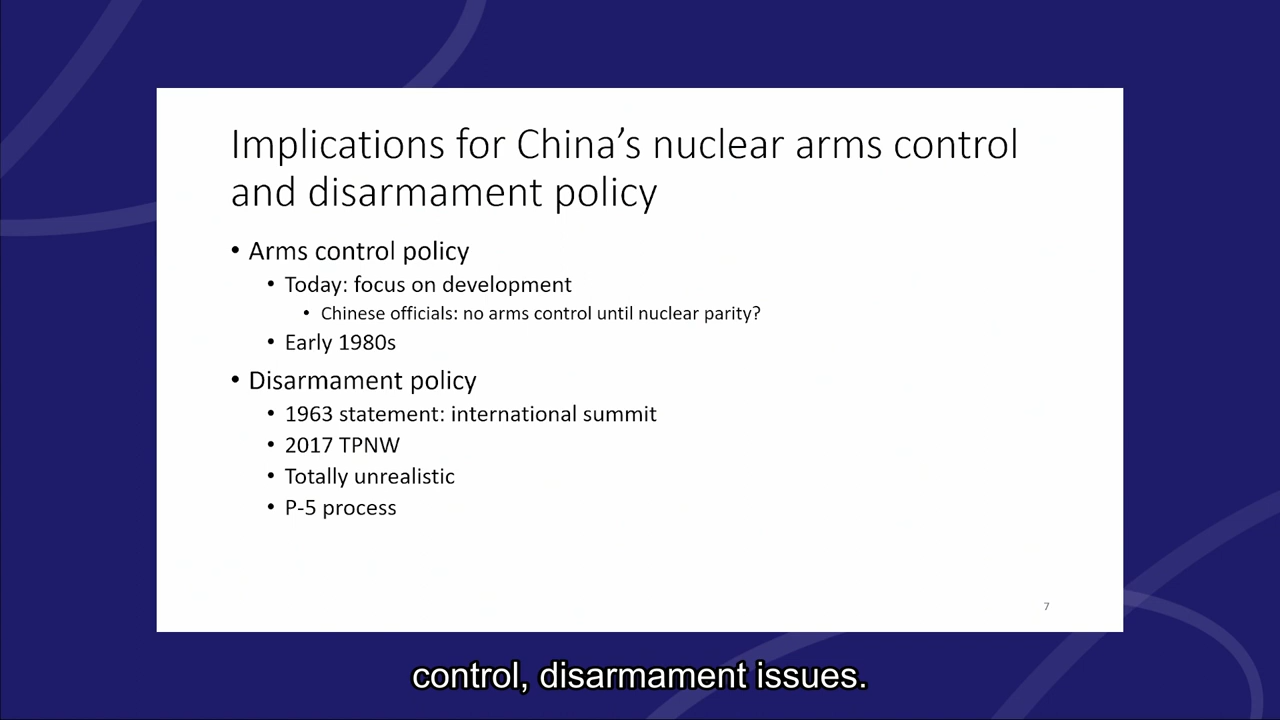 Implications for China’s nuclear arms control
and disarmament policy
• Arms control policy
• Today: focus on development
• Chinese officials: no arms control until nuclear parity?
• Early 1980s
• Disarmament policy
• 1963 statement: international summit
• 2017 TPNW
• Totally unrealistic
• P-5 process
7
control, disarmament issues.